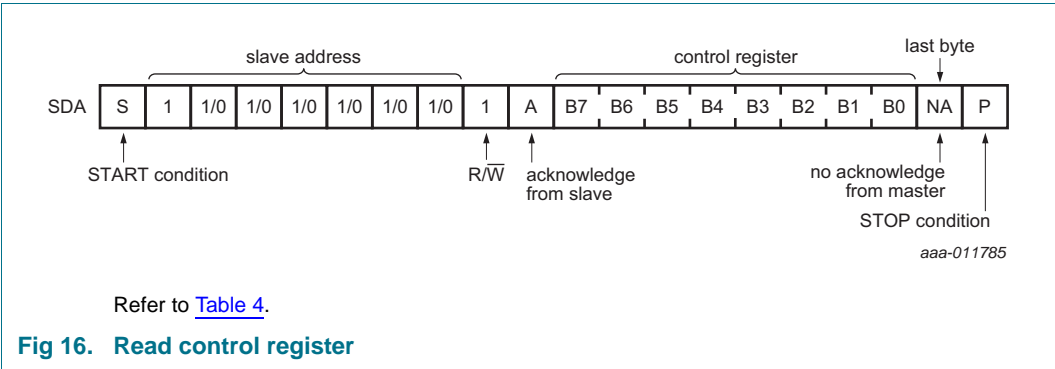 last byte
slave address control register
SDA S 1 1/0 1/0 1/0 1/0 1/0 1/0 1 A B7 B6 B5 B4 B3 B2 B1 B0 NA P
START condition R/W̅ acknowledge from slave no acknowledge from master
STOP condition
aaa-011785
Refer to Table 4.
Fig 16. Read control register